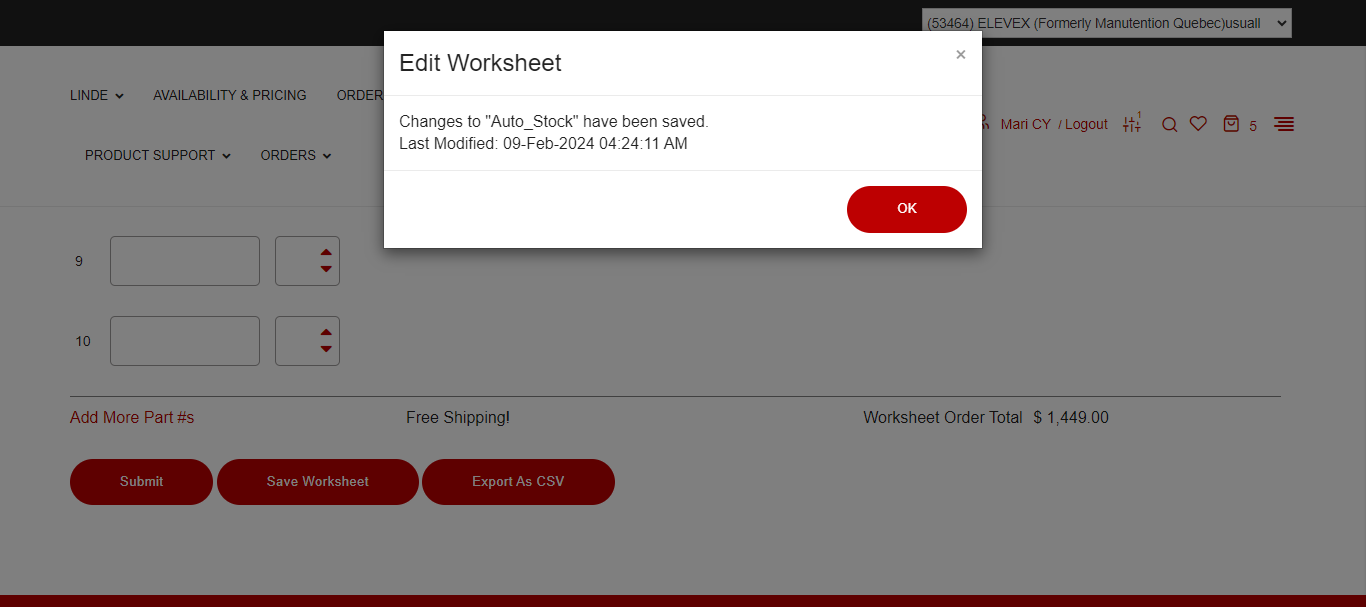 (53464) ELEVEX (Formerly Manutention Quebec)usuall
Edit Worksheet
×
LINDE
AVAILABILITY & PRICING
ORDER
Changes to "Auto_Stock" have been saved.
Last Modified: 09-Feb-2024 04:24:11 AM
Mari CY / Logout
1
5
PRODUCT SUPPORT
ORDERS
OK
9
10
Add More Part #s
Free Shipping!
Worksheet Order Total $ 1,449.00
Submit
Save Worksheet
Export As CSV